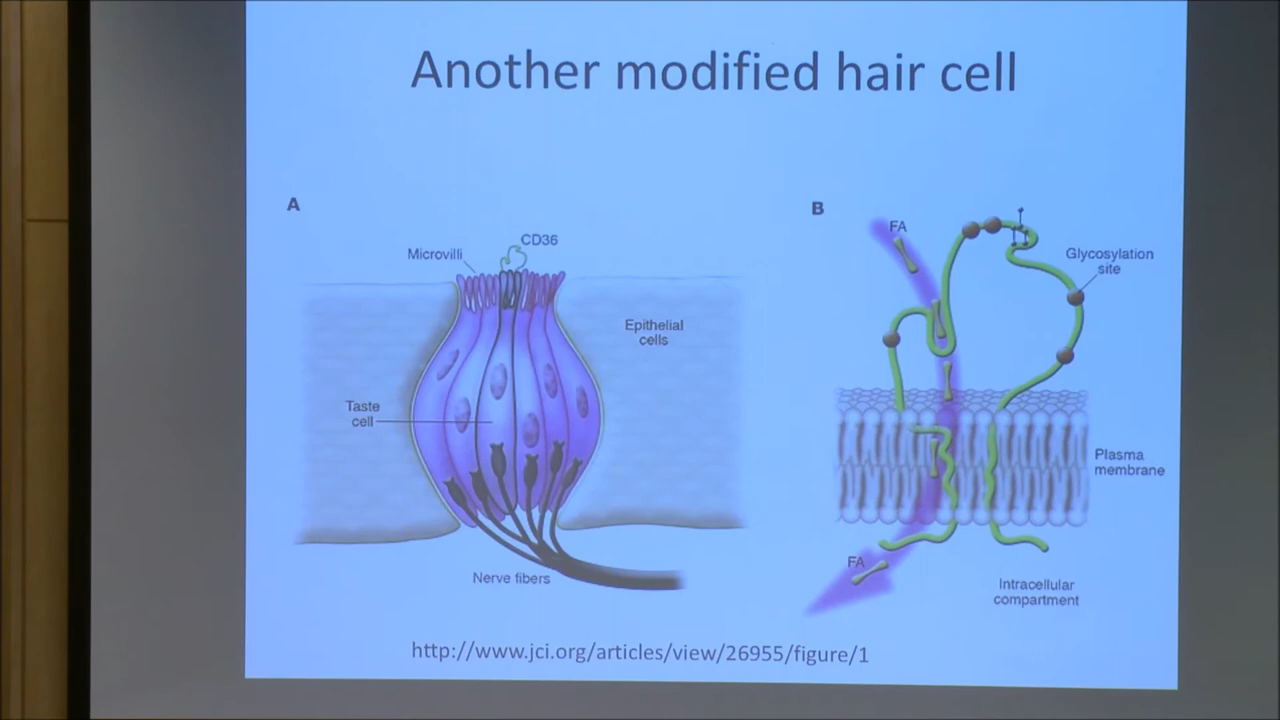 Another modified hair cell
A
CD36
Microvilli
Epithelial
cells
Taste
cell
Nerve fibers
B
FA
Glycosylation
site
Plasma
membrane
FA
Intracellular
compartment
http://www.jci.org/articles/view/26955/figure/1